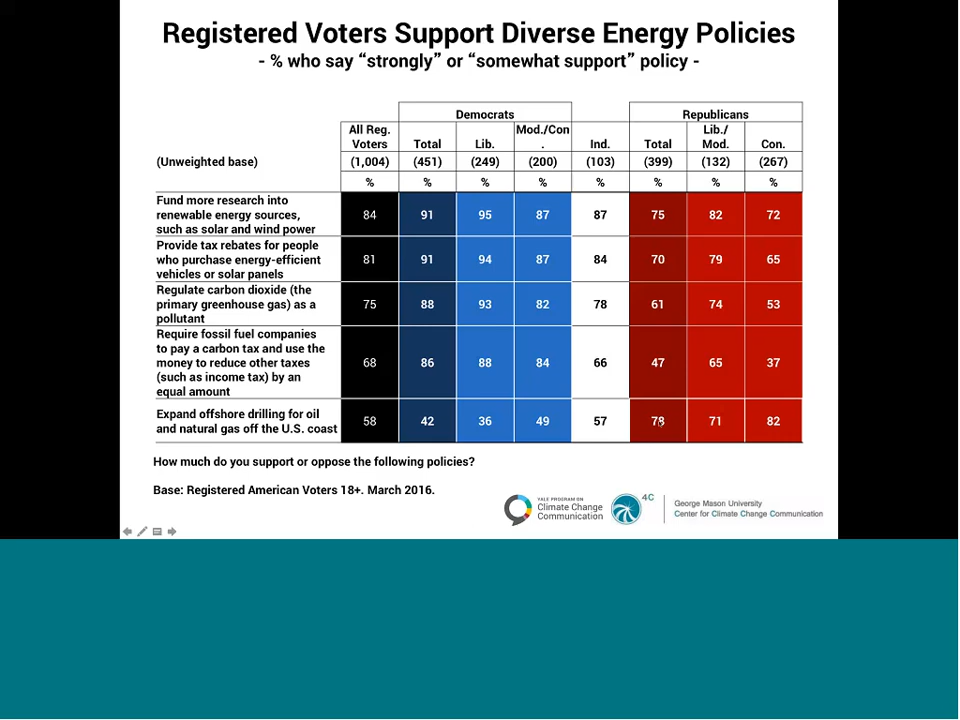 Registered Voters Support Diverse Energy Policies
- % who say “strongly” or “somewhat support” policy -
Democrats Republicans
All Reg. Voters Total Lib. Mod./Con. Ind. Total Lib./Mod. Con.
(Unweighted base) (1,004) (451) (249) (200) (103) (399) (132) (267)
% % % % % % % %
Fund more research into
renewable energy sources, 84 91 95 87 87 75 82 72
such as solar and wind power
Provide tax rebates for people
who purchase energy-efficient 81 91 94 87 84 70 79 65
vehicles or solar panels
Regulate carbon dioxide (the
primary greenhouse gas) as a 75 88 93 82 78 61 74 53
pollutant
Require fossil fuel companies
to pay a carbon tax and use the
money to reduce other taxes 68 86 88 84 66 47 65 37
(such as income tax) by an
equal amount
Expand offshore drilling for oil
and natural gas off the U.S. coast 58 42 36 49 57 78 71 82
How much do you support or oppose the following policies?
Base: Registered American Voters 18+. March 2016.
YALE PROGRAM ON
Climate Change
Communication
4C
George Mason University
Center for Climate Change Communication